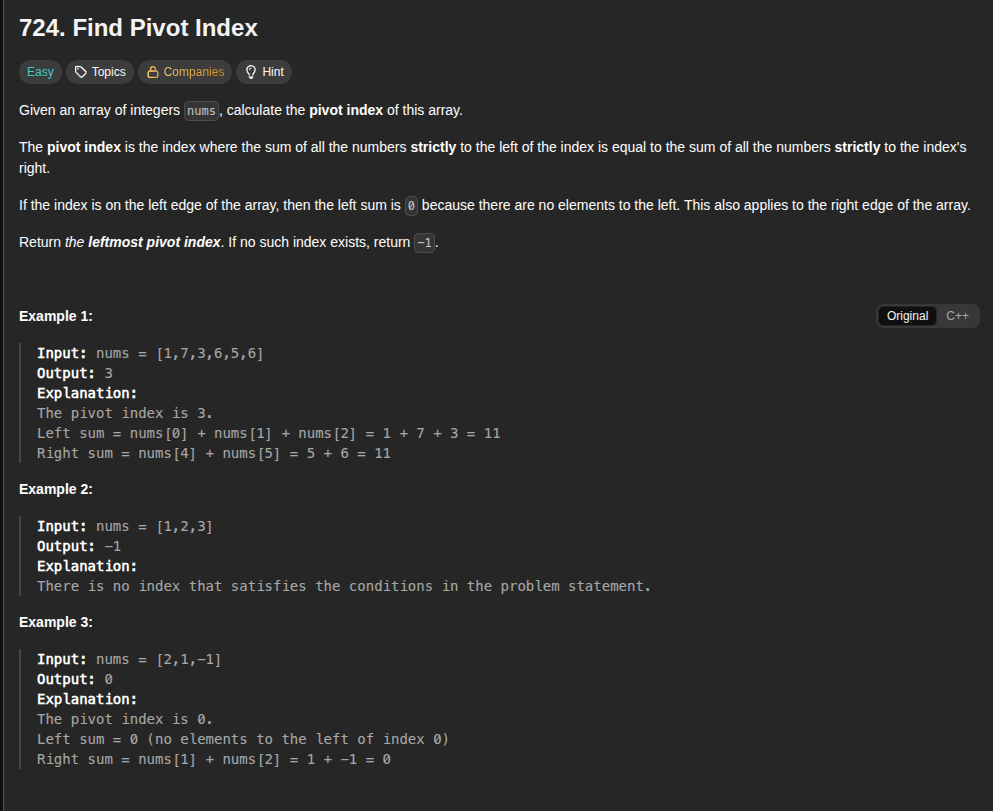 724. Find Pivot Index
Easy Topics Companies Hint
Given an array of integers nums, calculate the pivot index of this array.
The pivot index is the index where the sum of all the numbers strictly to the left of the index is equal to the sum of all the numbers strictly to the index's
right.
If the index is on the left edge of the array, then the left sum is 0 because there are no elements to the left. This also applies to the right edge of the array.
Return the leftmost pivot index. If no such index exists, return −1.
Example 1: Original C++
Input: nums = [1,7,3,6,5,6]
Output: 3
Explanation:
The pivot index is 3.
Left sum = nums[0] + nums[1] + nums[2] = 1 + 7 + 3 = 11
Right sum = nums[4] + nums[5] = 5 + 6 = 11
Example 2:
Input: nums = [1,2,3]
Output: −1
Explanation:
There is no index that satisfies the conditions in the problem statement.
Example 3:
Input: nums = [2,1,−1]
Output: 0
Explanation:
The pivot index is 0.
Left sum = 0 (no elements to the left of index 0)
Right sum = nums[1] + nums[2] = 1 + −1 = 0